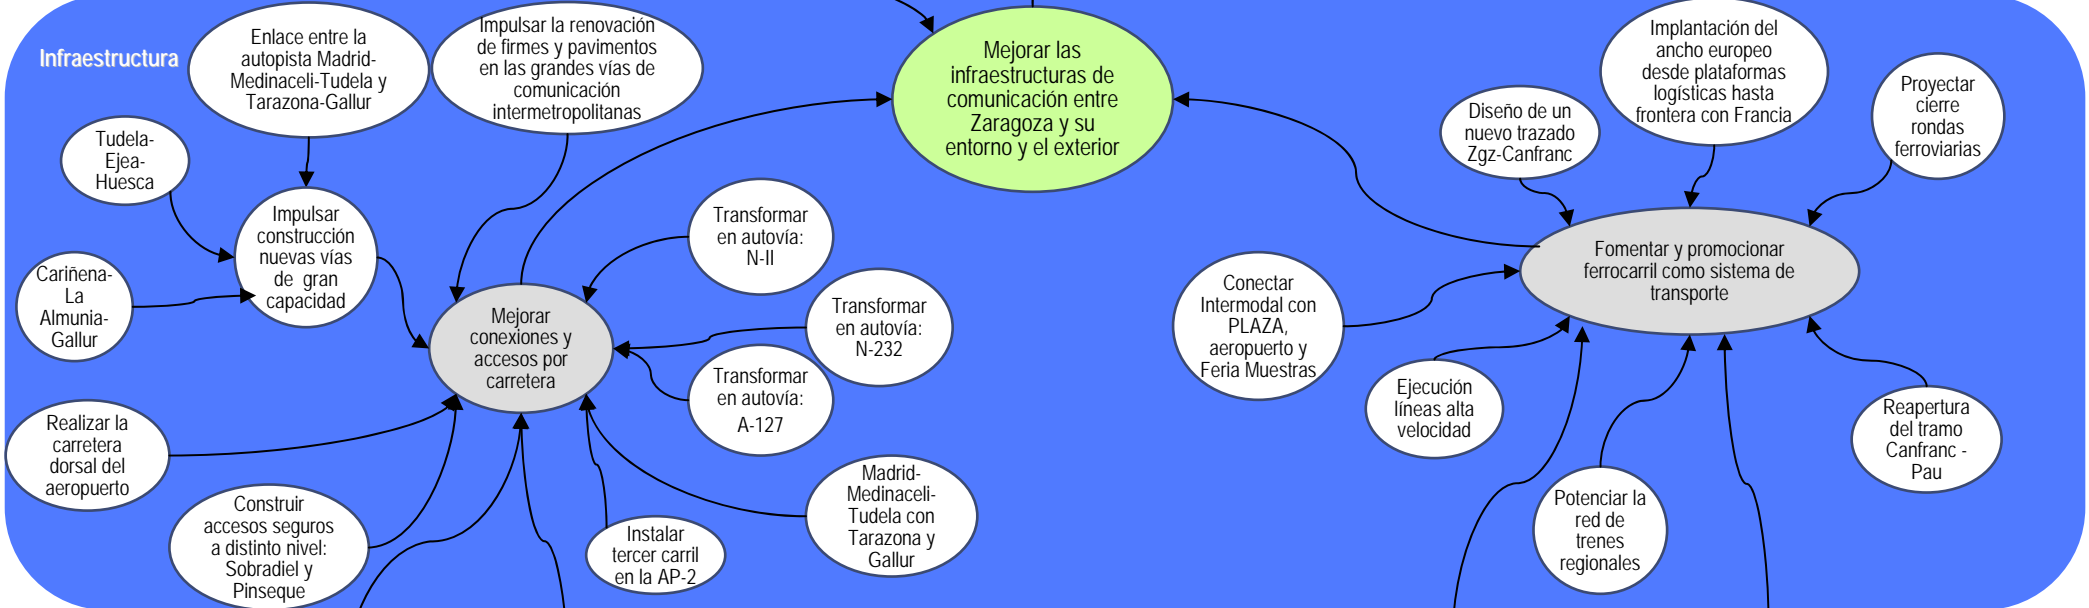 Infraestructura
Enlace entre la
autopista Madrid-
Medinaceli-Tudela y
Tarazona-Gallur
Impulsar la renovación
de firmes y pavimentos
en las grandes vías de
comunicación
intermetropolitanas
Mejorar las
infraestructuras de
comunicación entre
Zaragoza y su
entorno y el exterior
Diseño de un
nuevo trazado
Zgz-Canfranc
Implantación del
ancho europeo
desde plataformas
logísticas hasta
frontera con Francia
Proyectar
cierre
rondas
ferroviarias
Tudela-
Ejea-
Huesca
Impulsar
construcción
nuevas vías
de gran
capacidad
Cariñena-
La
Almunia-
Gallur
Transformar
en autovía:
N-II
Transformar
en autovía:
N-232
Transformar
en autovía:
A-127
Mejorar
conexiones y
accesos por
carretera
Conectar
Intermodal con
PLAZA,
aeropuerto y
Feria Muestras
Fomentar y promocionar
ferrocarril como sistema de
transporte
Ejecución
líneas alta
velocidad
Reapertura
del tramo
Canfranc -
Pau
Realizar la
carretera
dorsal del
aeropuerto
Construir
accesos seguros
a distinto nivel:
Sobradiel y
Pinseque
Instalar
tercer carril
en la AP-2
Madrid-
Medinaceli-
Tudela con
Tarazona y
Gallur
Potenciar la
red de
trenes
regionales